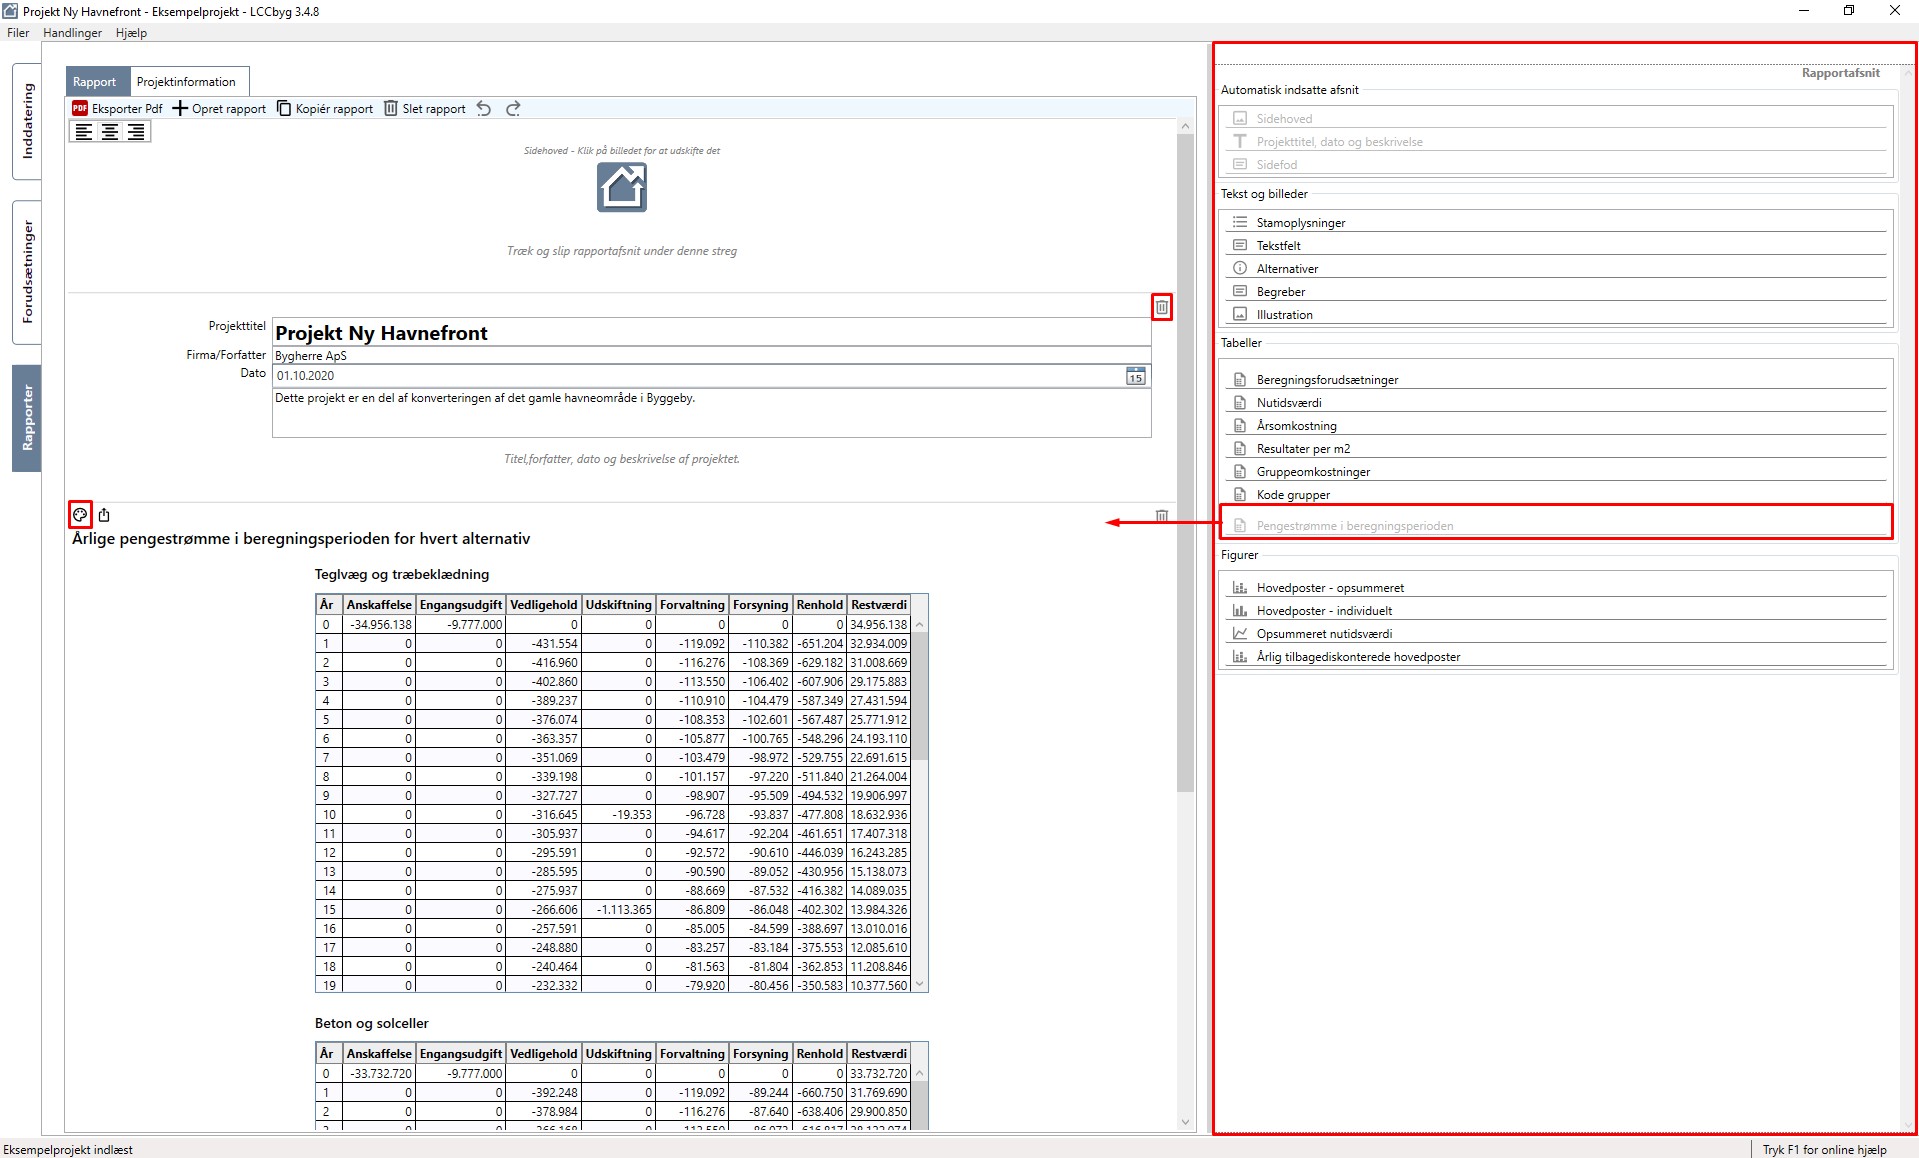 Projekt Ny Havnefront - Eksempelprojekt - LCCbyg 3.4.8
Filer Handlinger Hjælp
Inddatering
Forudsætninger
Rapporter
Rapport Projektinformation
PDF Eksporter Pdf Opret rapport Kopiér rapport Slet rapport
Sidehoved - Klik på billedet for at udskifte det
Træk og slip rapportafsnit under denne streg
Projekttitel Projekt Ny Havnefront
Firma/Forfatter Bygherre ApS
Dato 01.10.2020 15
Dette projekt er en del af konverteringen af det gamle havneområde i Byggeby.
Titel,forfatter, dato og beskrivelse af projektet.
Årlige pengestrømme i beregningsperioden for hvert alternativ
Teglvæg og træbeklædning
År Anskaffelse Engangsudgift Vedligehold Udskiftning Forvaltning Forsyning Renhold Restværdi
0 -34.956.138 -9.777.000 0 0 0 0 0 34.956.138
1 0 0 -431.554 0 -119.092 -110.382 -651.204 32.934.009
2 0 0 -416.960 0 -116.276 -108.369 -629.182 31.008.669
3 0 0 -402.860 0 -113.550 -106.402 -607.906 29.175.883
4 0 0 -389.237 0 -110.910 -104.479 -587.349 27.431.594
5 0 0 -376.074 0 -108.353 -102.601 -567.487 25.771.912
6 0 0 -363.357 0 -105.877 -100.765 -548.296 24.193.110
7 0 0 -351.069 0 -103.479 -98.972 -529.755 22.691.615
8 0 0 -339.198 0 -101.157 -97.220 -511.840 21.264.004
9 0 0 -327.727 0 -98.907 -95.509 -494.532 19.906.997
10 0 0 -316.645 -19.353 -96.728 -93.837 -477.808 18.632.936
11 0 0 -305.937 0 -94.617 -92.204 -461.651 17.407.318
12 0 0 -295.591 0 -92.572 -90.610 -446.039 16.243.285
13 0 0 -285.595 0 -90.590 -89.052 -430.956 15.138.073
14 0 0 -275.937 0 -88.669 -87.532 -416.382 14.089.035
15 0 0 -266.606 -1.113.365 -86.809 -86.048 -402.302 13.984.326
16 0 0 -257.591 0 -85.005 -84.599 -388.697 13.010.016
17 0 0 -248.880 0 -83.257 -83.184 -375.553 12.085.610
18 0 0 -240.464 0 -81.563 -81.804 -362.853 11.208.846
19 0 0 -232.332 0 -79.920 -80.456 -350.583 10.377.560
Beton og solceller
År Anskaffelse Engangsudgift Vedligehold Udskiftning Forvaltning Forsyning Renhold Restværdi
0 -33.732.720 -9.777.000 0 0 0 0 0 33.732.720
1 0 0 -392.248 0 -119.092 -89.244 -660.750 31.769.690
2 0 0 -378.984 0 -116.276 -87.640 -638.406 29.900.850
Rapportafsnit
Automatisk indsatte afsnit
Sidehoved
Projekttitel, dato og beskrivelse
Sidefod
Tekst og billeder
Stamoplysninger
Tekstfelt
Alternativer
Begreber
Illustration
Tabeller
Beregningsforudsætninger
Nutidsværdi
Årsomkostning
Resultater per m2
Gruppeomkostninger
Kode grupper
Pengestrømme i beregningsperioden
Figurer
Hovedposter - opsummeret
Hovedposter - individuelt
Opsummeret nutidsværdi
Årlig tilbagediskonterede hovedposter
Eksempelprojekt indlæst
Tryk F1 for online hjælp